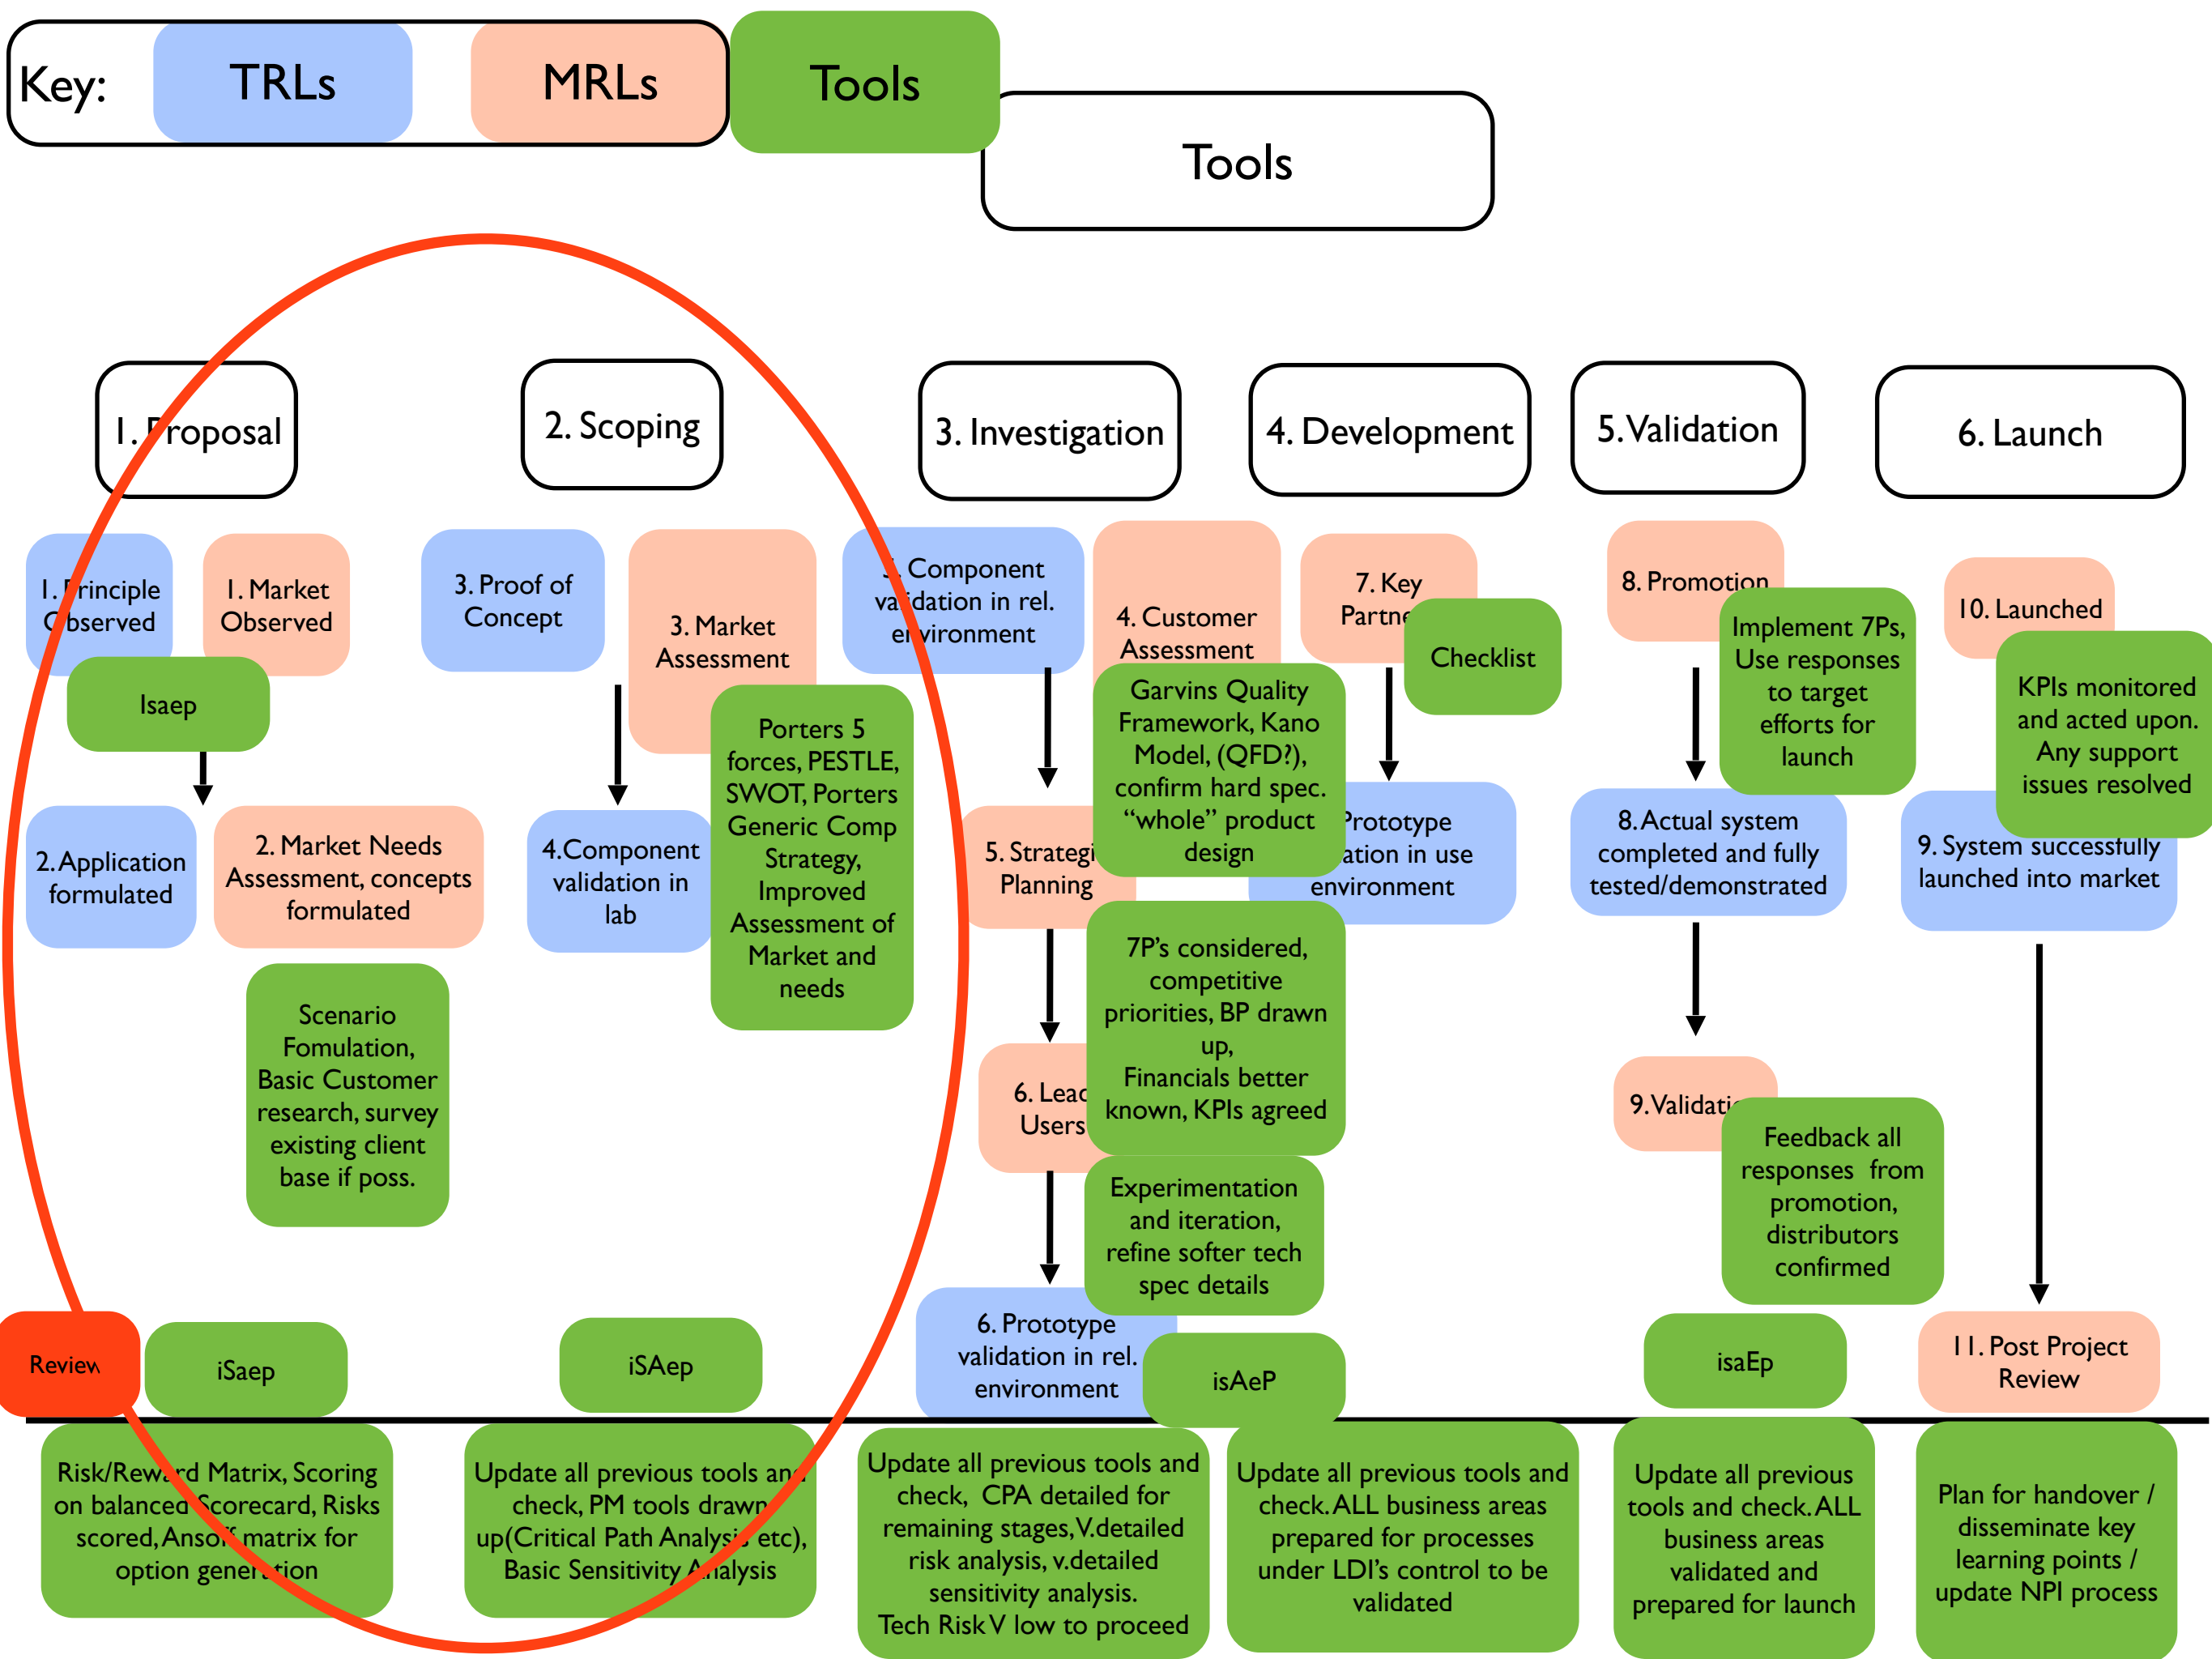 Key:
TRLs
MRLs
Tools
Tools
1. Proposal
2. Scoping
3. Investigation
4. Development
5. Validation
6. Launch
1. Principle
Observed
1. Market
Observed
Isaep
2. Application
formulated
2. Market Needs
Assessment, concepts
formulated
Scenario
Fomulation,
Basic Customer
research, survey
existing client
base if poss.
3. Proof of
Concept
3. Market
Assessment
4.Component
validation in
lab
Porters 5
forces, PESTLE,
SWOT, Porters
Generic Comp
Strategy,
Improved
Assessment of
Market and
needs
5. Component
validation in rel.
environment
4. Customer
Assessment
Garvins Quality
Framework, Kano
Model, (QFD?),
confirm hard spec.
“whole” product
design
5. Strategi
Planning
7P’s considered,
competitive
priorities, BP drawn
up,
Financials better
known, KPIs agreed
6. Lead
Users
Experimentation
and iteration,
refine softer tech
spec details
6. Prototype
validation in rel.
environment
isAeP
7. Key
Partne
Checklist
Prototype
ation in use
environment
8. Promotion
Implement 7Ps,
Use responses
to target
efforts for
launch
8. Actual system
completed and fully
tested/demonstrated
9. Validati
Feedback all
responses from
promotion,
distributors
confirmed
isaEp
10. Launched
KPIs monitored
and acted upon.
Any support
issues resolved
9. System successfully
launched into market
11. Post Project
Review
Review
iSaep
iSAep
Risk/Reward Matrix, Scoring
on balanced Scorecard, Risks
scored, Ansoff matrix for
option generation
Update all previous tools and
check, PM tools drawn
up(Critical Path Analysis etc),
Basic Sensitivity Analysis
Update all previous tools and
check, CPA detailed for
remaining stages, V.detailed
risk analysis, v.detailed
sensitivity analysis.
Tech Risk V low to proceed
Update all previous tools and
check. ALL business areas
prepared for processes
under LDI’s control to be
validated
Update all previous
tools and check. ALL
business areas
validated and
prepared for launch
Plan for handover /
disseminate key
learning points /
update NPI process